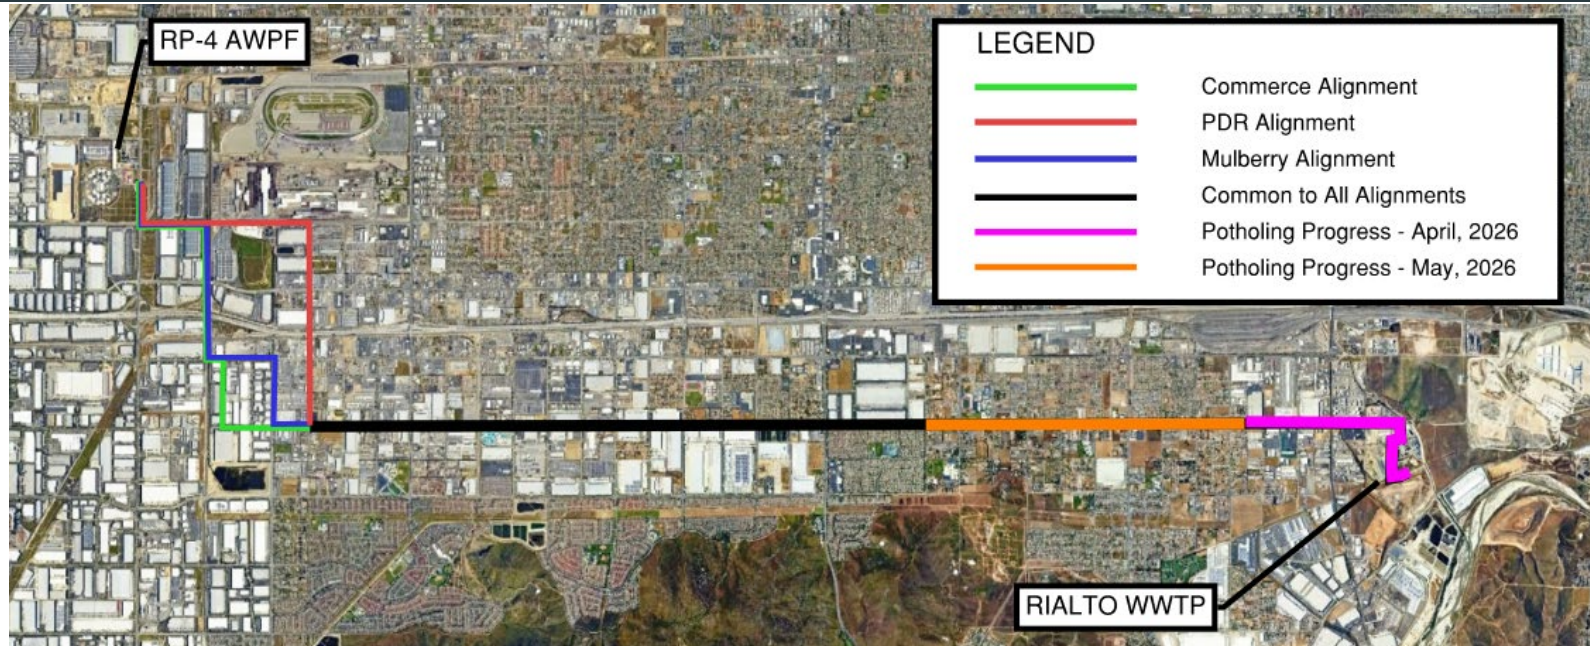 RP-4 AWPF
LEGEND
Commerce Alignment
PDR Alignment
Mulberry Alignment
Common to All Alignments
Potholing Progress - April, 2026
Potholing Progress - May, 2026
RIALTO WWTP